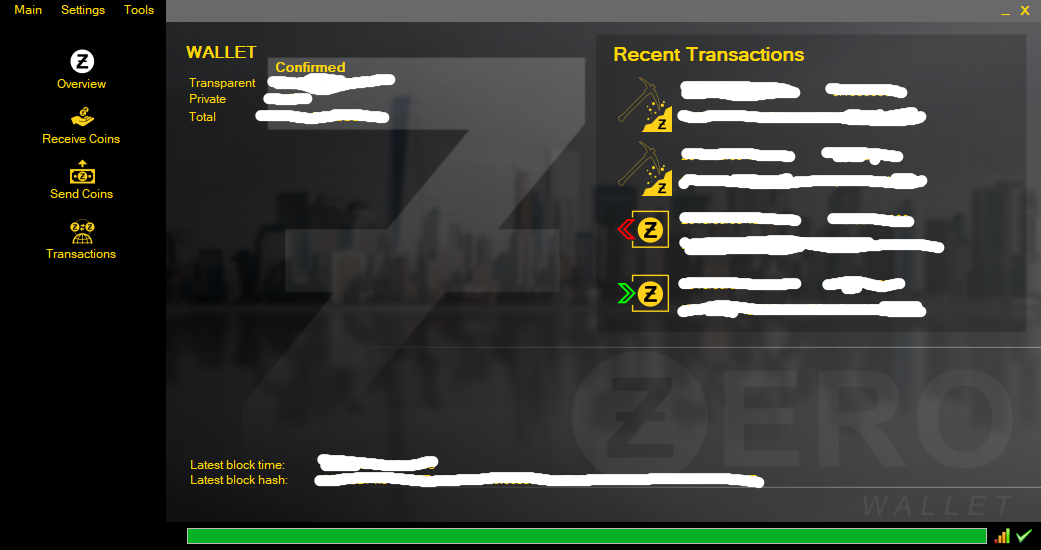 Main Settings Tools
_ X
Overview
Receive Coins
Send Coins
Transactions
WALLET
Confirmed
Transparent
Private
Total
Recent Transactions
Latest block time:
Latest block hash:
ZERO
WALLET